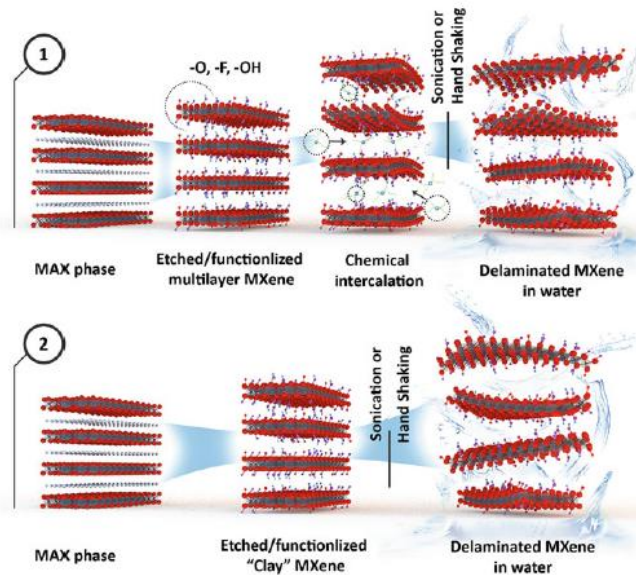 1
-O, -F, -OH
Sonication or
Hand Shaking
MAX phase
Etched/functionlized
multilayer MXene
Chemical
intercalation
Delaminated MXene
in water
2
Sonication or
Hand Shaking
MAX phase
Etched/functionlized
“Clay” MXene
Delaminated MXene
in water